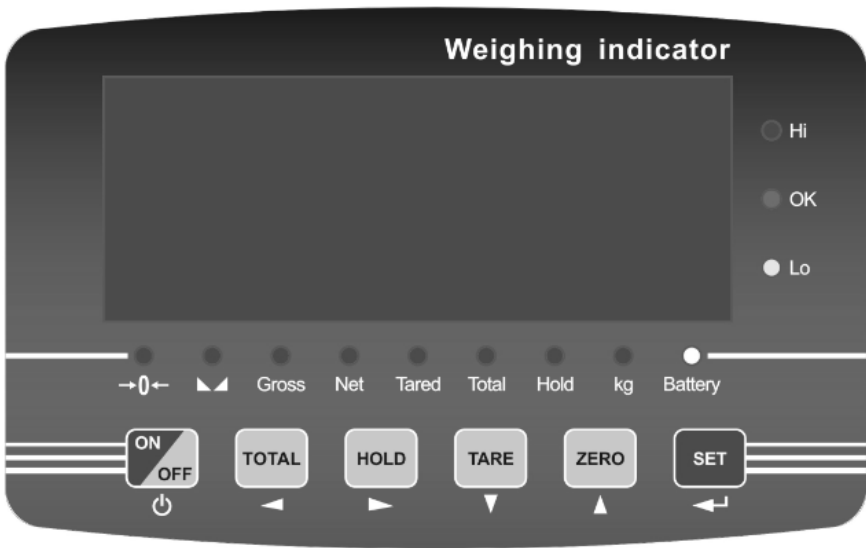 Weighing indicator
Hi
OK
Lo
→0← Gross Net Tared Total Hold kg Battery
ON OFF TOTAL HOLD TARE ZERO SET